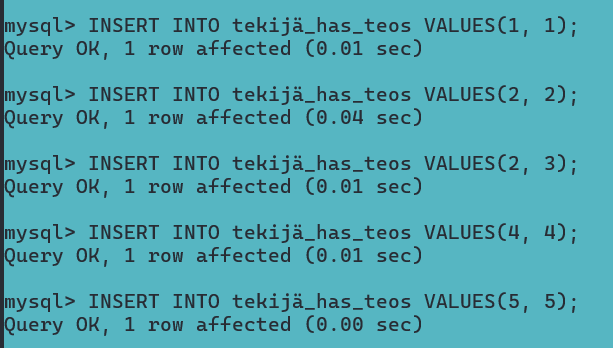 mysql> INSERT INTO tekijä_has_teos VALUES(1, 1);
Query OK, 1 row affected (0.01 sec)
mysql> INSERT INTO tekijä_has_teos VALUES(2, 2);
Query OK, 1 row affected (0.04 sec)
mysql> INSERT INTO tekijä_has_teos VALUES(2, 3);
Query OK, 1 row affected (0.01 sec)
mysql> INSERT INTO tekijä_has_teos VALUES(4, 4);
Query OK, 1 row affected (0.01 sec)
mysql> INSERT INTO tekijä_has_teos VALUES(5, 5);
Query OK, 1 row affected (0.00 sec)